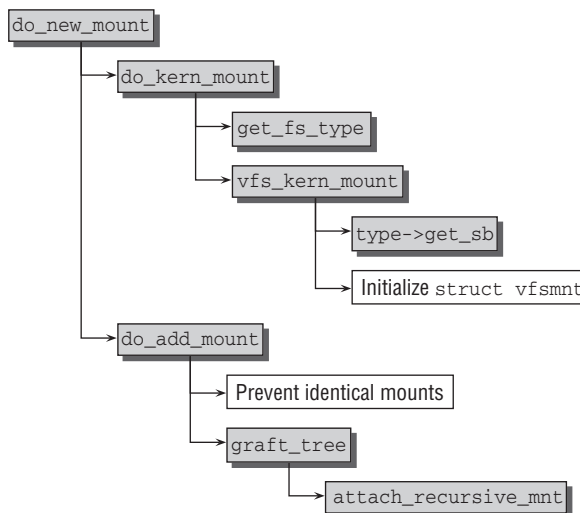 do_new_mount
do_kern_mount
get_fs_type
vfs_kern_mount
type->get_sb
Initialize struct vfsmnt
do_add_mount
Prevent identical mounts
graft_tree
attach_recursive_mnt